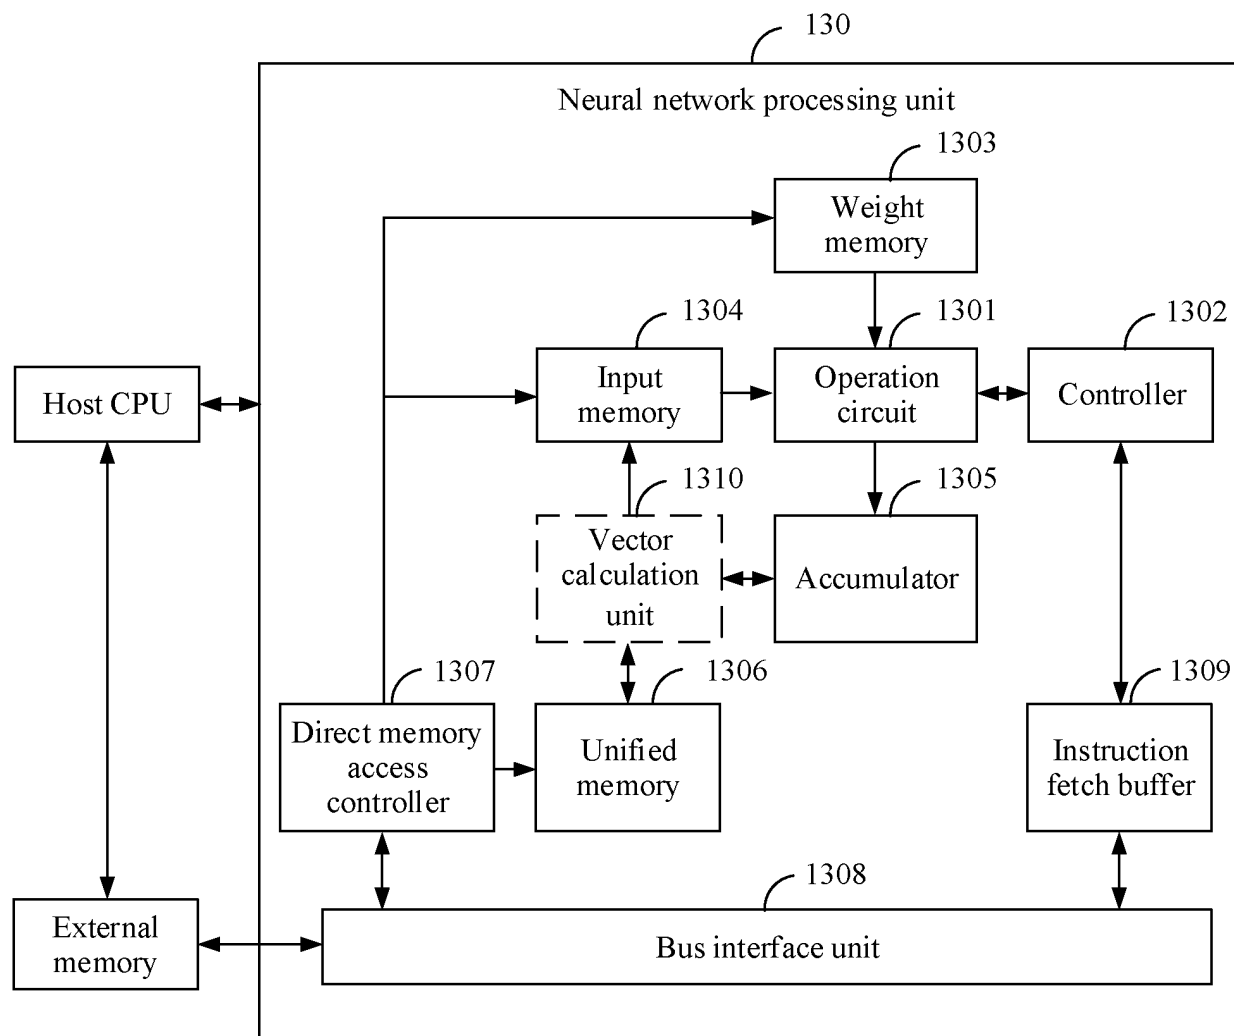 130
Neural network processing unit
1303
Weight
memory
1304
1301
1302
Host CPU
Input
memory
Operation
circuit
Controller
1310
1305
Vector
calculation
unit
Accumulator
1307
1306
1309
Direct memory
access
controller
Unified
memory
Instruction
fetch buffer
1308
External
memory
Bus interface unit